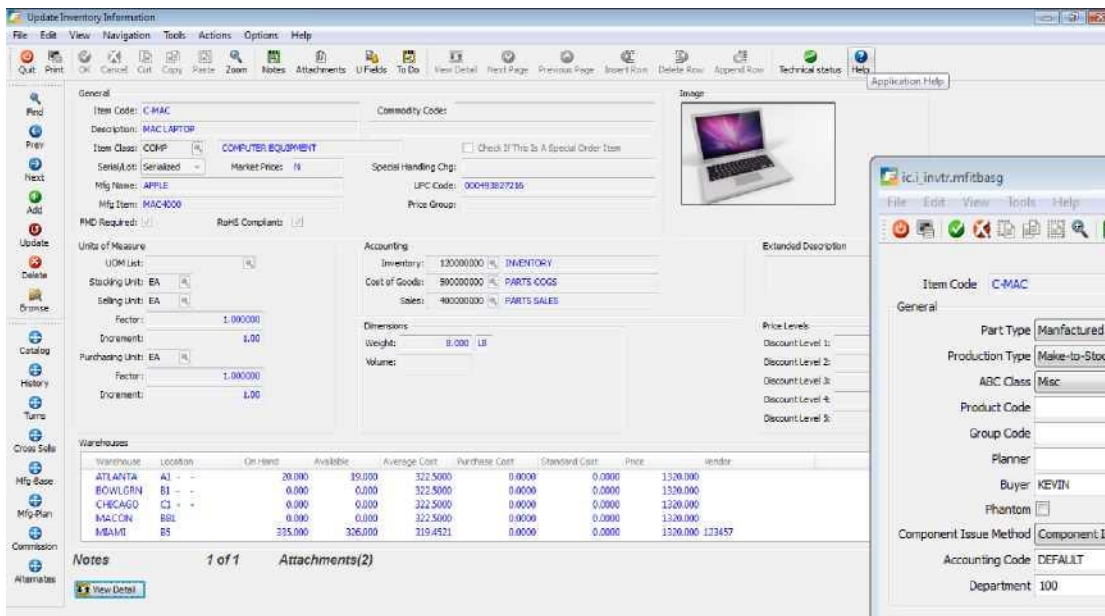 Update Inventory Information
File Edit View Navigation Tools Actions Options Help
Quit Print OK Cancel Cut Copy Paste Zoom Notes Attachments U Fields To Do View Detail Next Page Previous Page Insert Row Delete Row Append Row Technical status Help
Application Help
Find
Prev
Next
Add
Update
Delete
Browse
Catalog
History
Turns
Cross Sells
Mfg-Base
Mfg-Plan
Commission
Alternates
General
Item Code: C-MAC Commodity Code:
Description: MAC LAPTOP
Item Class: COMP COMPUTER EQUIPMENT Check If This Is A Special Order Item
Serial/Lot: Serialized Market Price: N Special Handling Chg:
Mfg Name: APPLE UPC Code: 000493827216
Mfg Item: MAC4000 Price Group:
PMD Required: RoHS Compliant:
Image
Units of Measure
UOM List:
Stocking Unit: EA
Selling Unit: EA
Factor: 1.000000
Increment: 1.00
Purchasing Unit: EA
Factor: 1.000000
Increment: 1.00
Accounting
Inventory: 120000000 INVENTORY
Cost of Goods: 500000000 PARTS COGS
Sales: 400000000 PARTS SALES
Dimensions
Weight: 8.000 LB
Volume:
Extended Description
Price Levels
Discount Level 1:
Discount Level 2:
Discount Level 3:
Discount Level 4:
Discount Level 5:
Warehouses
Warehouse Location On Hand Available Average Cost Purchase Cost Standard Cost Price Vendor
ATLANTA A1 - - 20.000 19.000 322.5000 0.0000 0.0000 1320.000
BOWLGRN B1 - - 0.000 0.000 322.5000 0.0000 0.0000 1320.000
CHICAGO C1 - - 0.000 0.000 322.5000 0.0000 0.0000 1320.000
MACON BB1 0.000 0.000 322.5000 0.0000 0.0000 1320.000
MIAMI B5 335.000 326.000 319.4521 0.0000 0.0000 1320.000 123457
Notes 1 of 1 Attachments(2)
View Detail
ic.i_invtr.mfitbasg
File Edit View Tools Help
Item Code C-MAC
General
Part Type Manfactured
Production Type Make-to-Stoc
ABC Class Misc
Product Code
Group Code
Planner
Buyer KEVIN
Phantom
Component Issue Method Component I
Accounting Code DEFAULT
Department 100